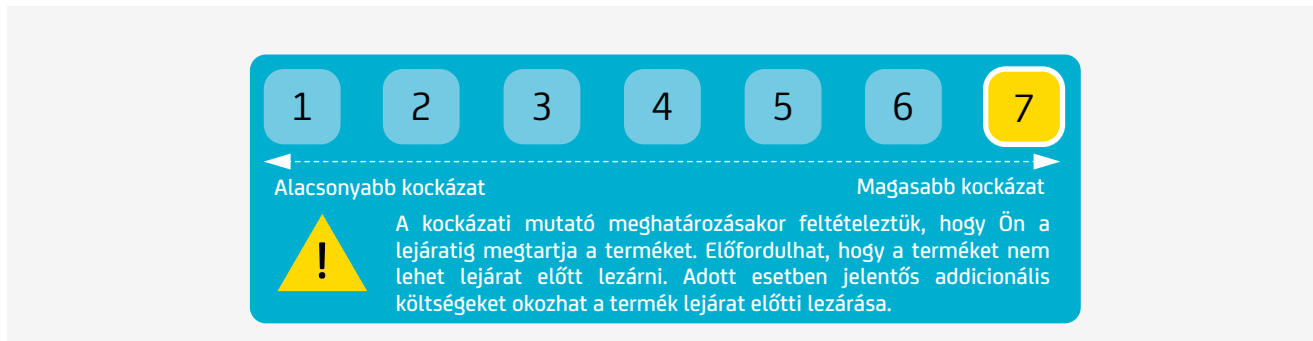 1 2 3 4 5 6 7
Alacsonyabb kockázat Magasabb kockázat
! A kockázati mutató meghatározásakor feltételeztük, hogy Ön a
lejáratig megtartja a terméket. Előfordulhat, hogy a terméket nem
lehet lejárat előtt lezárni. Adott esetben jelentős addicionális
költségeket okozhat a termék lejárat előtti lezárása.